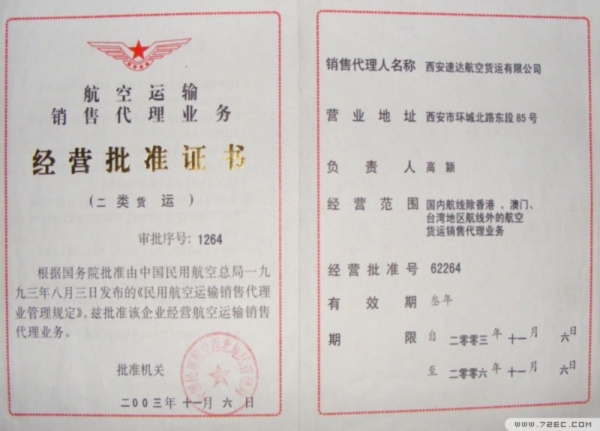 航空运输
销售代理业务
经营批准证书
(二类货运)
审批序号: 1264
根据国务院批准由中国民用航空总局一九
九三年八月三日发布的《民用航空运输销售代理
业管理规定》, 兹批准该企业经营航空运输销售
代理业务。
批准机关
二00三年十一月六日
销售代理人名称 西安速达航空货运有限公司
营业地址 西安市环城北路东段85号
负责人 高颖
经营范围 国内航线除香港、澳门、
台湾地区航线外的航空
货运销售代理业务
经营批准号 62264
有效期 叁年
期限 自二00三年十一月六日
至二00六年十一月六日
www.72EC.com